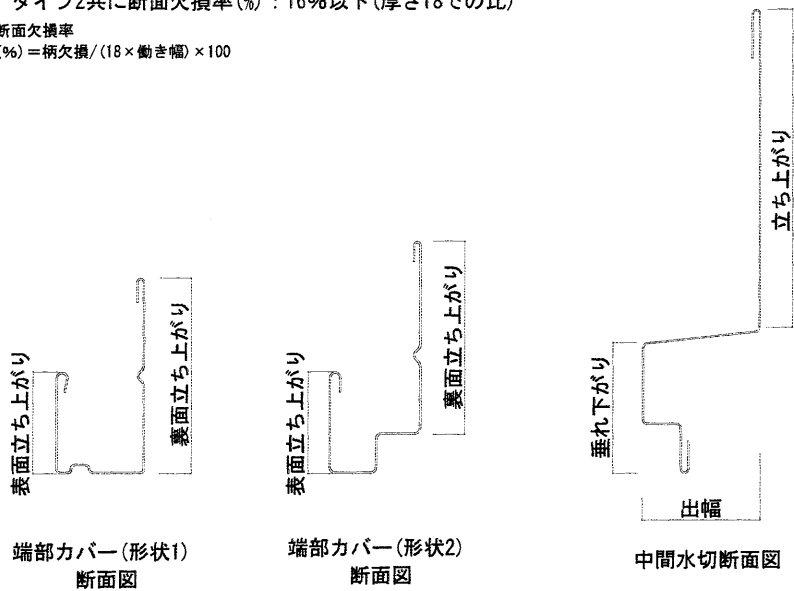 タイプ2共に断面欠損率(%)：16%以下(厚さ18での比)
断面欠損率
(%)＝柄欠損/(18×働き幅)×100
表面立ち上がり
裏面立ち上がり
端部カバー(形状1)
断面図
表面立ち上がり
裏面立ち上がり
端部カバー(形状2)
断面図
立ち上がり
垂れ下がり
出幅
中間水切断面図